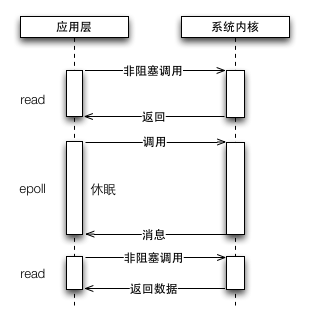 应用层 系统内核
非阻塞调用
read
返回
调用
epoll 休眠
消息
非阻塞调用
read
返回数据